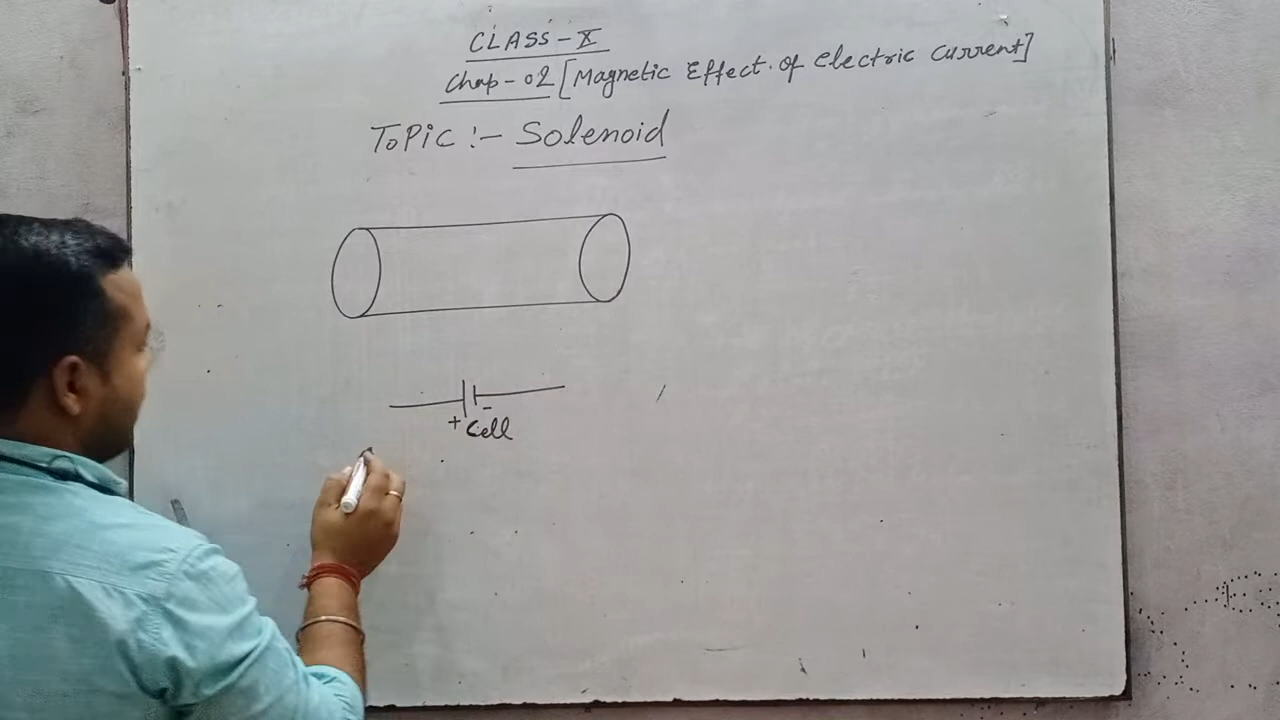 CLASS-X
Chap-02 [Magnetic Effect of electric current]
Topic :- Solenoid
+ -
Cell